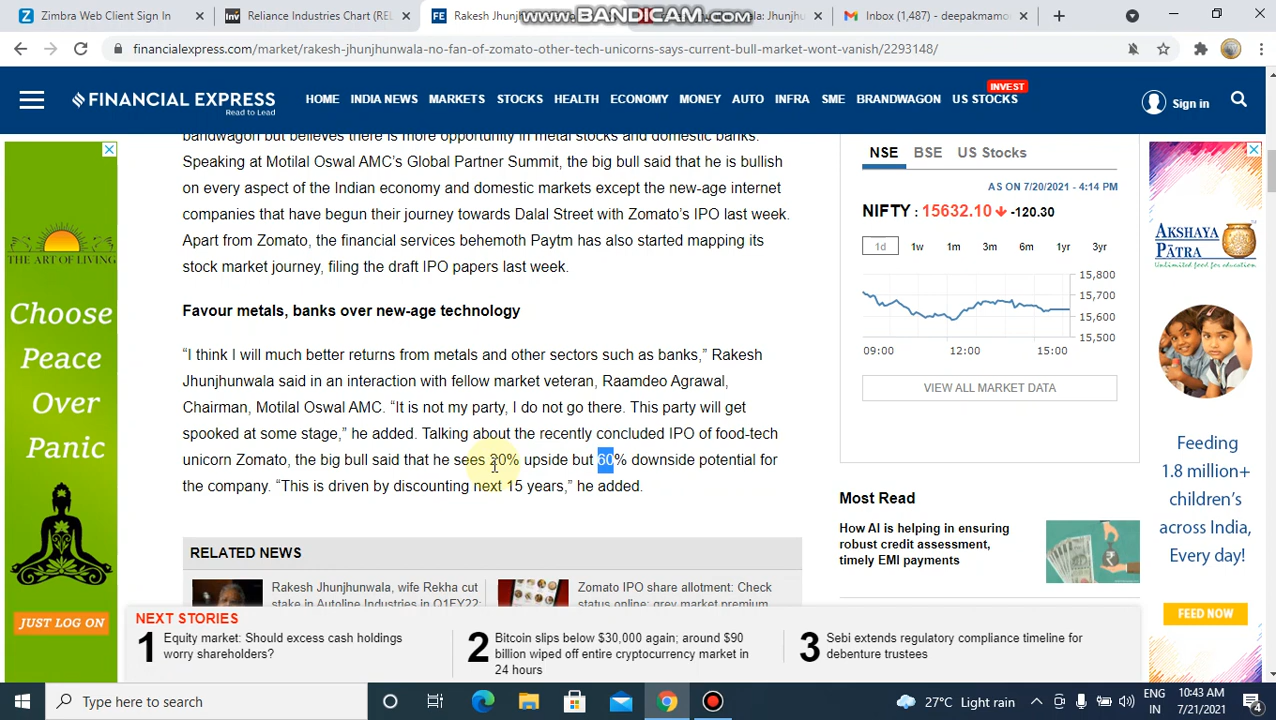 Zimbra Web Client Sign In
Reliance Industries Chart (REL
Rakesh Jhunj
www.BANDICAM.com
la: Jhunju
Inbox (1,487) - deepakmamo
financialexpress.com/market/rakesh-jhunjhunwala-no-fan-of-zomato-other-tech-unicorns-says-current-bull-market-wont-vanish/2293148/
FINANCIAL EXPRESS
Read to Lead
HOME INDIA NEWS MARKETS STOCKS HEALTH ECONOMY MONEY AUTO INFRA SME BRANDWAGON US STOCKS
INVEST
Sign in
THE ART OF LIVING
Choose
Peace
Over
Panic
JUST LOG ON
bandwagon but believes there is more opportunity in metal stocks and domestic banks.
Speaking at Motilal Oswal AMC's Global Partner Summit, the big bull said that he is bullish
on every aspect of the Indian economy and domestic markets except the new-age internet
companies that have begun their journey towards Dalal Street with Zomato's IPO last week.
Apart from Zomato, the financial services behemoth Paytm has also started mapping its
stock market journey, filing the draft IPO papers last week.
Favour metals, banks over new-age technology
“I think I will much better returns from metals and other sectors such as banks,” Rakesh
Jhunjhunwala said in an interaction with fellow market veteran, Raamdeo Agrawal,
Chairman, Motilal Oswal AMC. “It is not my party, I do not go there. This party will get
spooked at some stage,” he added. Talking about the recently concluded IPO of food-tech
unicorn Zomato, the big bull said that he sees 20% upside but 60% downside potential for
the company. “This is driven by discounting next 15 years,” he added.
RELATED NEWS
Rakesh Jhunjhunwala, wife Rekha cut
stake in Autoline Industries in Q1FY22;
Zomato IPO share allotment: Check
status online; grey market premium
NSE BSE US Stocks
AS ON 7/20/2021 - 4:14 PM
NIFTY : 15632.10 -120.30
1d 1w 1m 3m 6m 1yr 3yr
15,800
15,700
15,600
15,500
09:00 12:00 15:00
VIEW ALL MARKET DATA
Most Read
How AI is helping in ensuring
robust credit assessment,
timely EMI payments
AKSHAYA
PĀTRA
Unlimited food for education
Feeding
1.8 million+
children's
across India,
Every day!
FEED NOW
NEXT STORIES
1 Equity market: Should excess cash holdings
worry shareholders?
2 Bitcoin slips below $30,000 again; around $90
billion wiped off entire cryptocurrency market in
24 hours
3 Sebi extends regulatory compliance timeline for
debenture trustees
Type here to search
27°C Light rain
ENG
IN
10:43 AM
7/21/2021
4